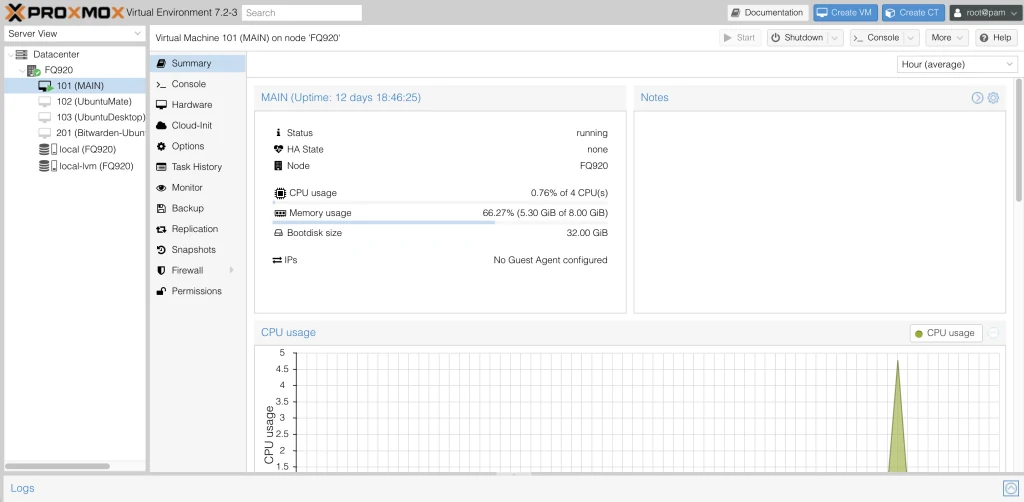 PROXMOX Virtual Environment 7.2-3 Search Documentation Create VM Create CT root@pam
Server View
Datacenter
FQ920
101 (MAIN)
102 (UbuntuMate)
103 (UbuntuDesktop)
201 (Bitwarden-Ubun
local (FQ920)
local-lvm (FQ920)
Virtual Machine 101 (MAIN) on node 'FQ920'
Start Shutdown >_ Console More Help
Summary
>_ Console
Hardware
Cloud-Init
Options
Task History
Monitor
Backup
Replication
Snapshots
Firewall
Permissions
Hour (average)
MAIN (Uptime: 12 days 18:46:25)
Status running
HA State none
Node FQ920
CPU usage 0.76% of 4 CPU(s)
Memory usage 66.27% (5.30 GiB of 8.00 GiB)
Bootdisk size 32.00 GiB
IPs No Guest Agent configured
Notes
CPU usage
CPU usage
5
4.5
4
3.5
3
2.5
2
1.5
CPU usage
Logs